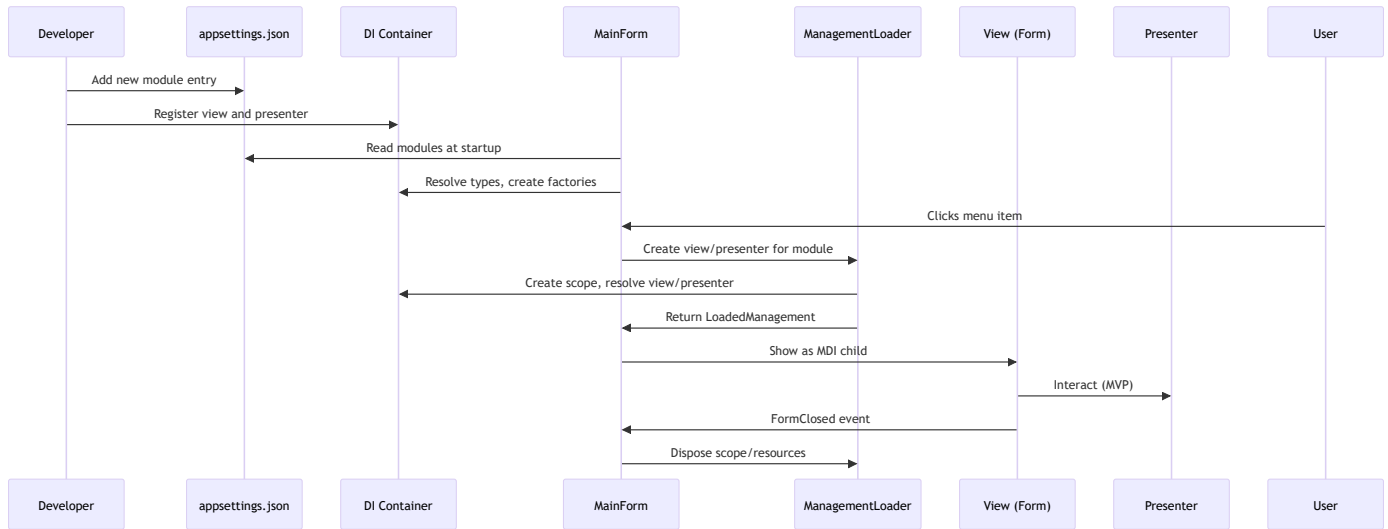 Developer
appsettings.json
DI Container
MainForm
ManagementLoader
View (Form)
Presenter
User
Add new module entry
Register view and presenter
Read modules at startup
Resolve types, create factories
Clicks menu item
Create view/presenter for module
Create scope, resolve view/presenter
Return LoadedManagement
Show as MDI child
Interact (MVP)
FormClosed event
Dispose scope/resources
Developer
appsettings.json
DI Container
MainForm
ManagementLoader
View (Form)
Presenter
User